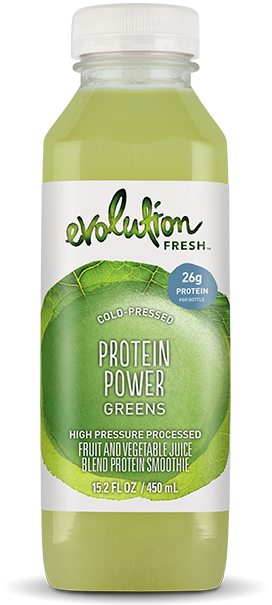 evolution
FRESH™
26g
PROTEIN
PER BOTTLE
COLD-PRESSED
PROTEIN
POWER
GREENS
HIGH PRESSURE PROCESSED
FRUIT AND VEGETABLE JUICE
BLEND PROTEIN SMOOTHIE
15.2 FL OZ / 450 mL